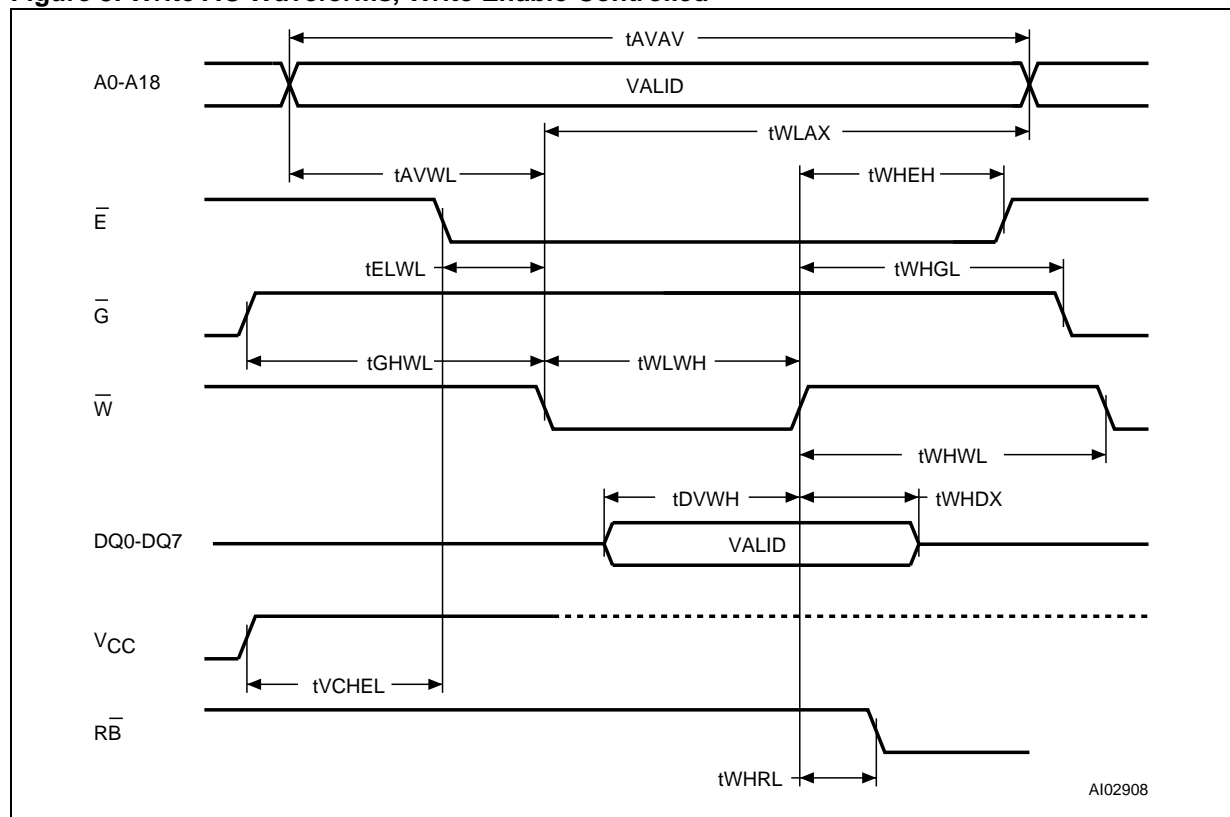 Figure Write AC Waveforms, Write Enable Controlled
tAVAV
A0-A18
VALID
tWLAX
tAVWL
tWHEH
E̅
tELWL
tWHGL
G̅
tGHWL
tWLWH
W̅
tWHWL
tDVWH
tWHDX
DQ0-DQ7
VALID
VCC
tVCHEL
RB̅
tWHRL
AI02908